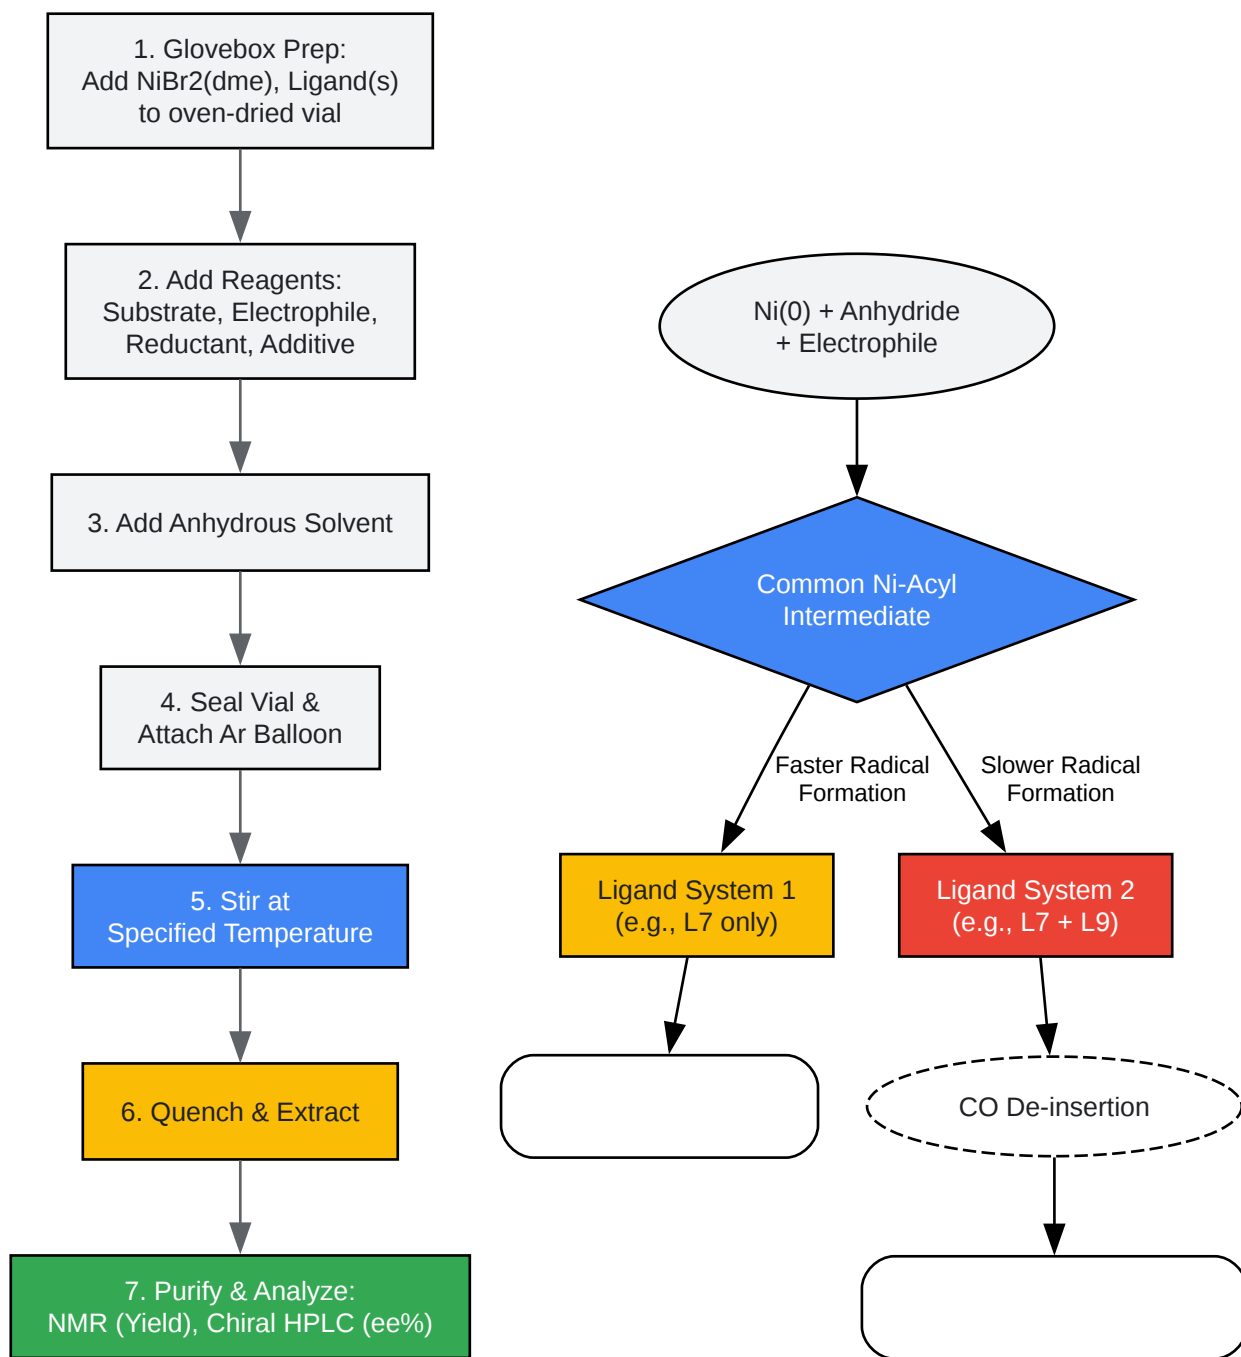 1. Glovebox Prep:
Add NiBr2(dme), Ligand(s)
to oven-dried vial
2. Add Reagents:
Substrate, Electrophile,
Reductant, Additive
3. Add Anhydrous Solvent
4. Seal Vial &
Attach Ar Balloon
5. Stir at
Specified Temperature
6. Quench & Extract
7. Purify & Analyze:
NMR (Yield), Chiral HPLC (ee%)
Ni(0) + Anhydride
+ Electrophile
Common Ni-Acyl
Intermediate
Faster Radical
Formation
Slower Radical
Formation
Ligand System 1
(e.g., L7 only)
Ligand System 2
(e.g., L7 + L9)
CO De-insertion